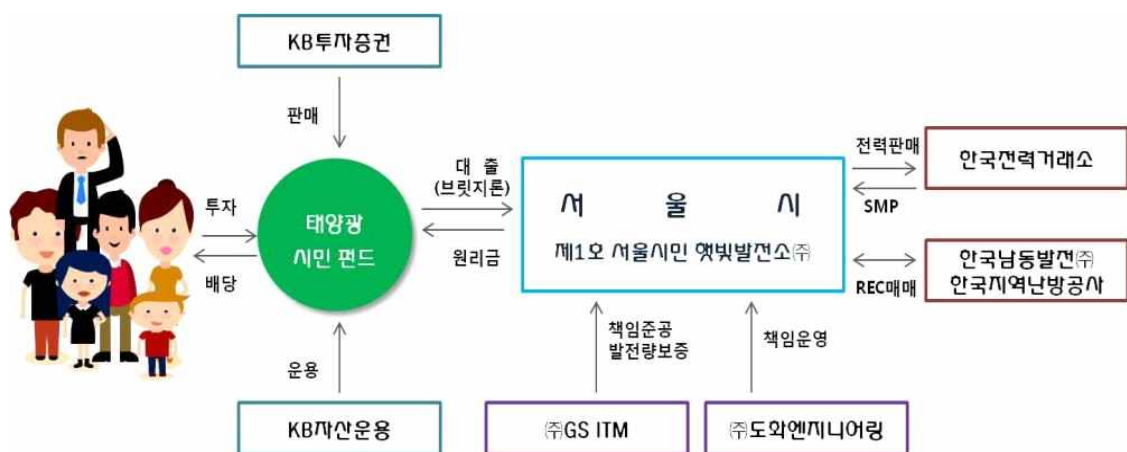 KB투자증권
판매
투자
배당
태양광
시민 펀드
대 출
(브릿지론)
원리금
서 울 시
제1호 서울시민 햇빛발전소㈜
전력판매
SMP
한국전력거래소
REC매매
한국남동발전㈜
한국지역난방공사
운용
책임준공
발전량보증
책임운영
KB자산운용
㈜GS ITM
㈜도화엔지니어링